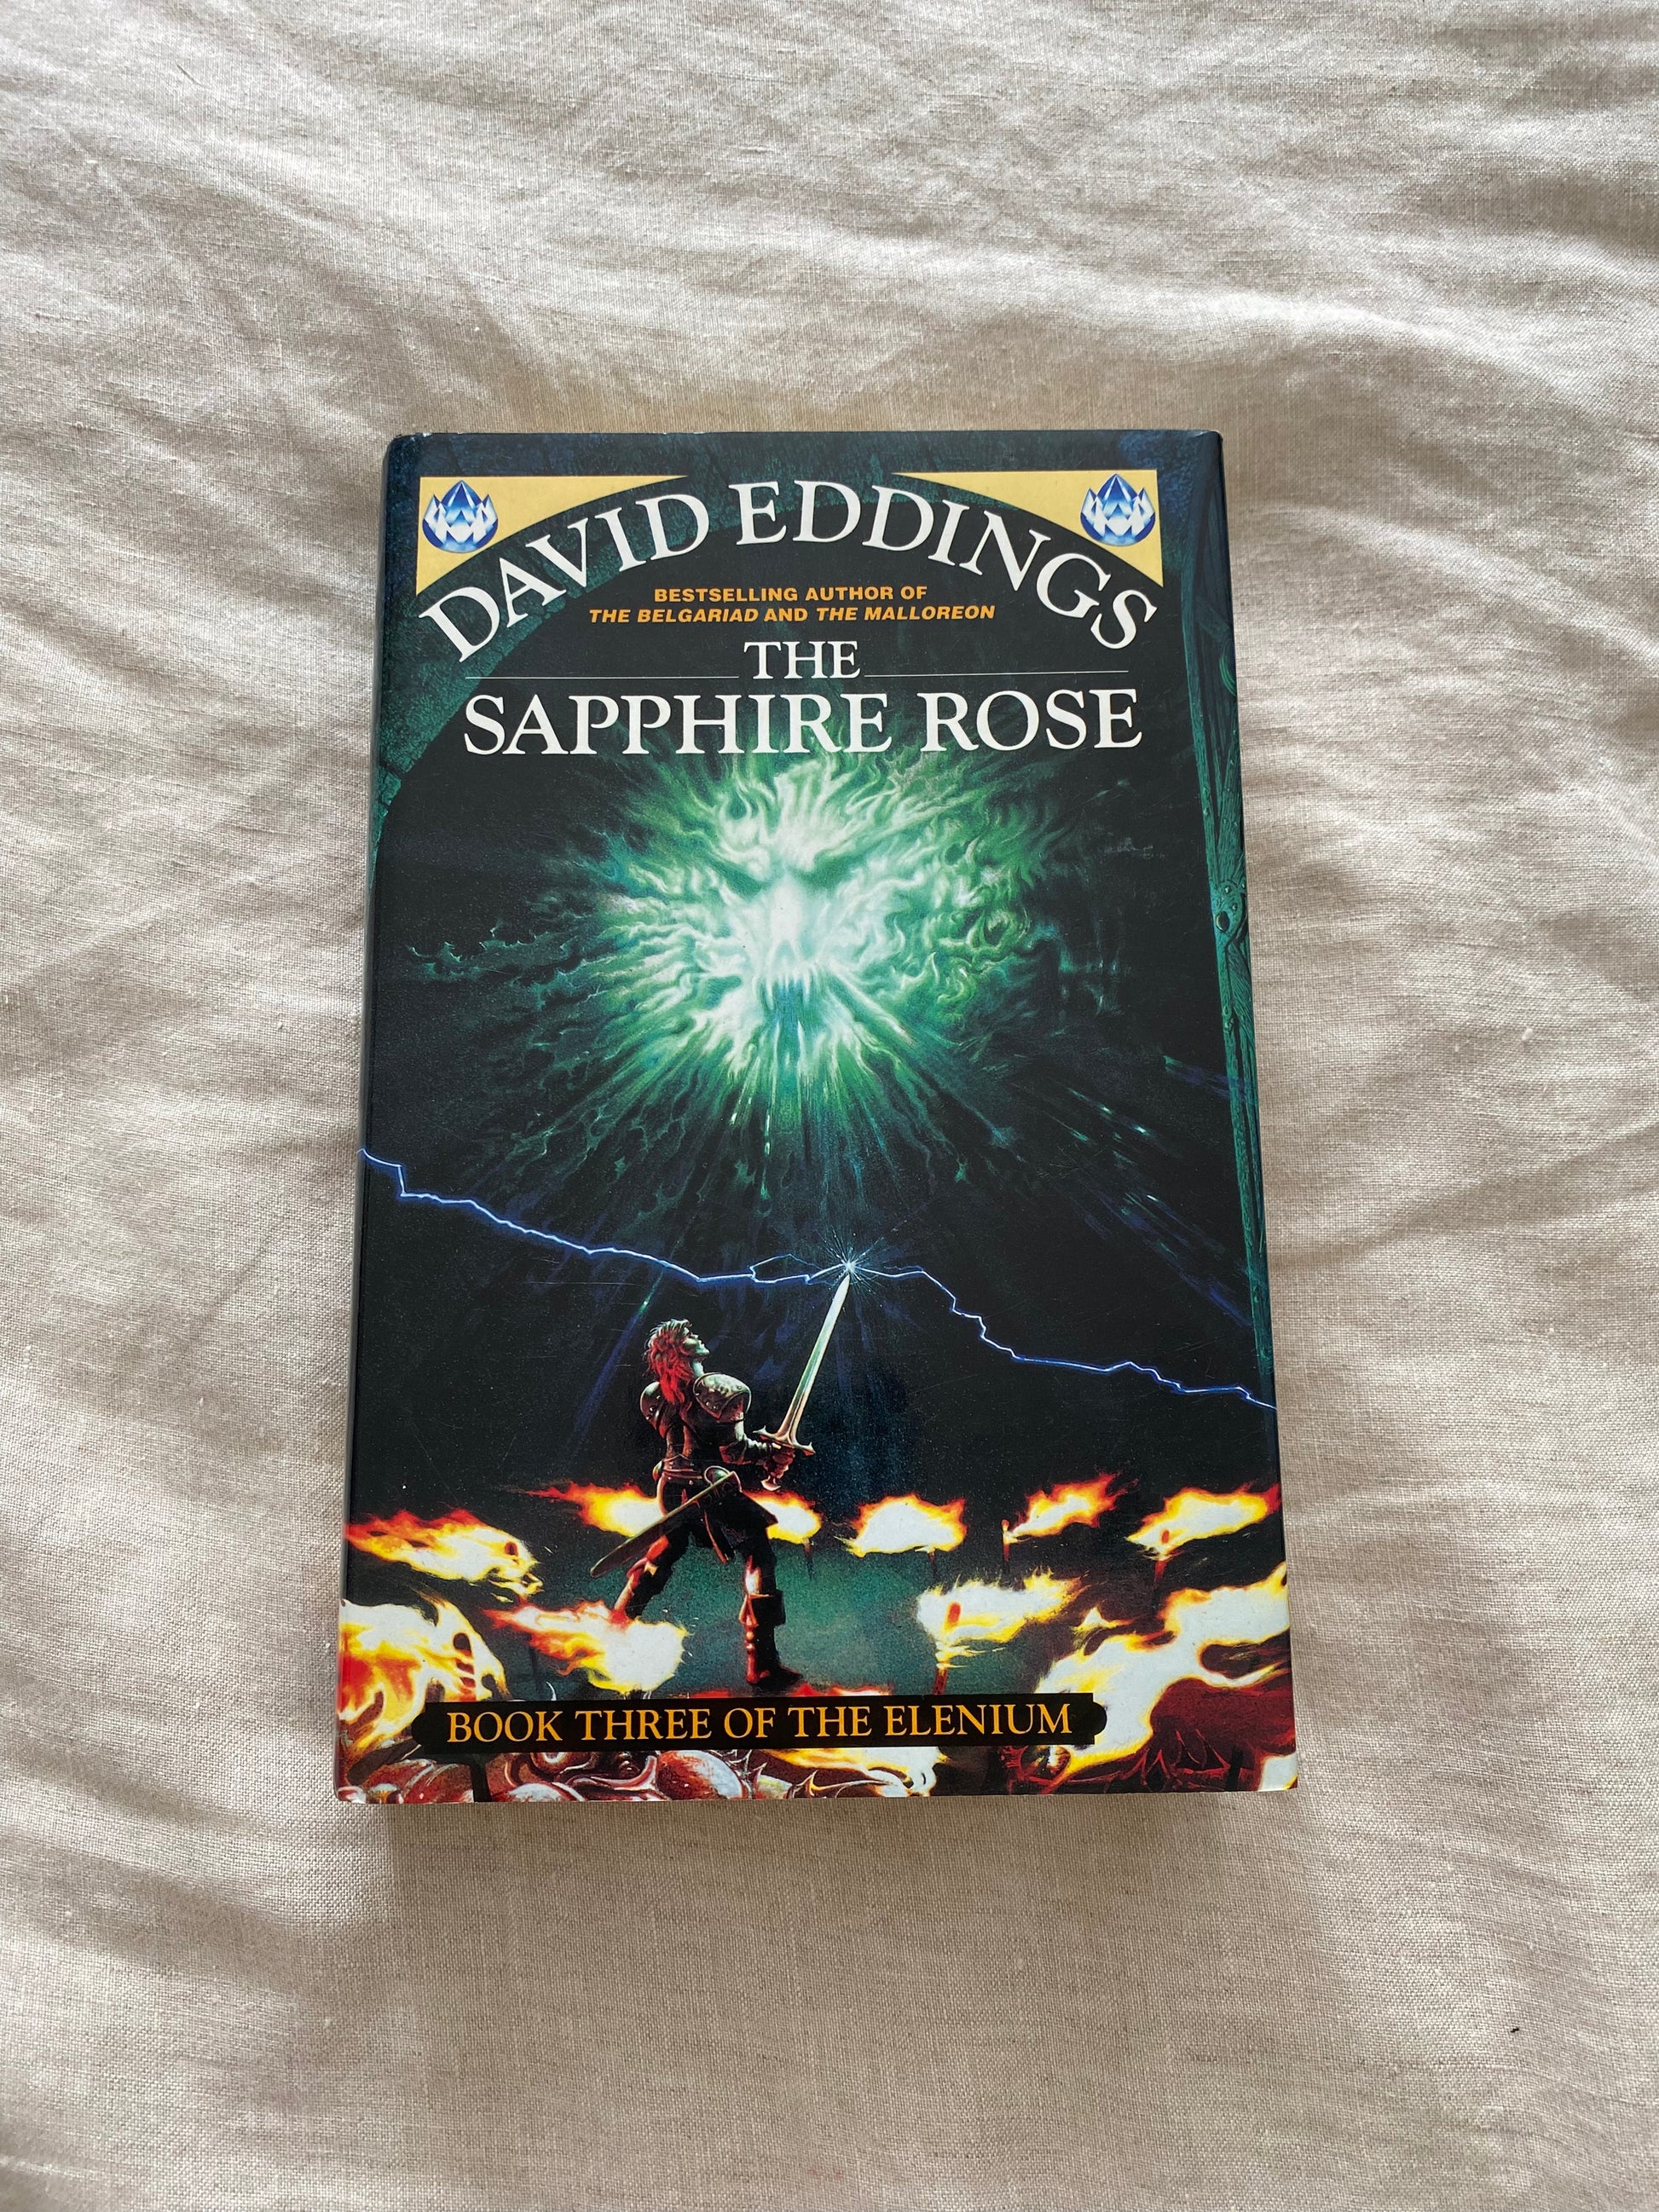 DAVID EDDINGS
BESTSELLING AUTHOR OF
THE BELGARIAD AND THE MALLOREON
THE
SAPPHIRE ROSE
BOOK THREE OF THE ELENIUM